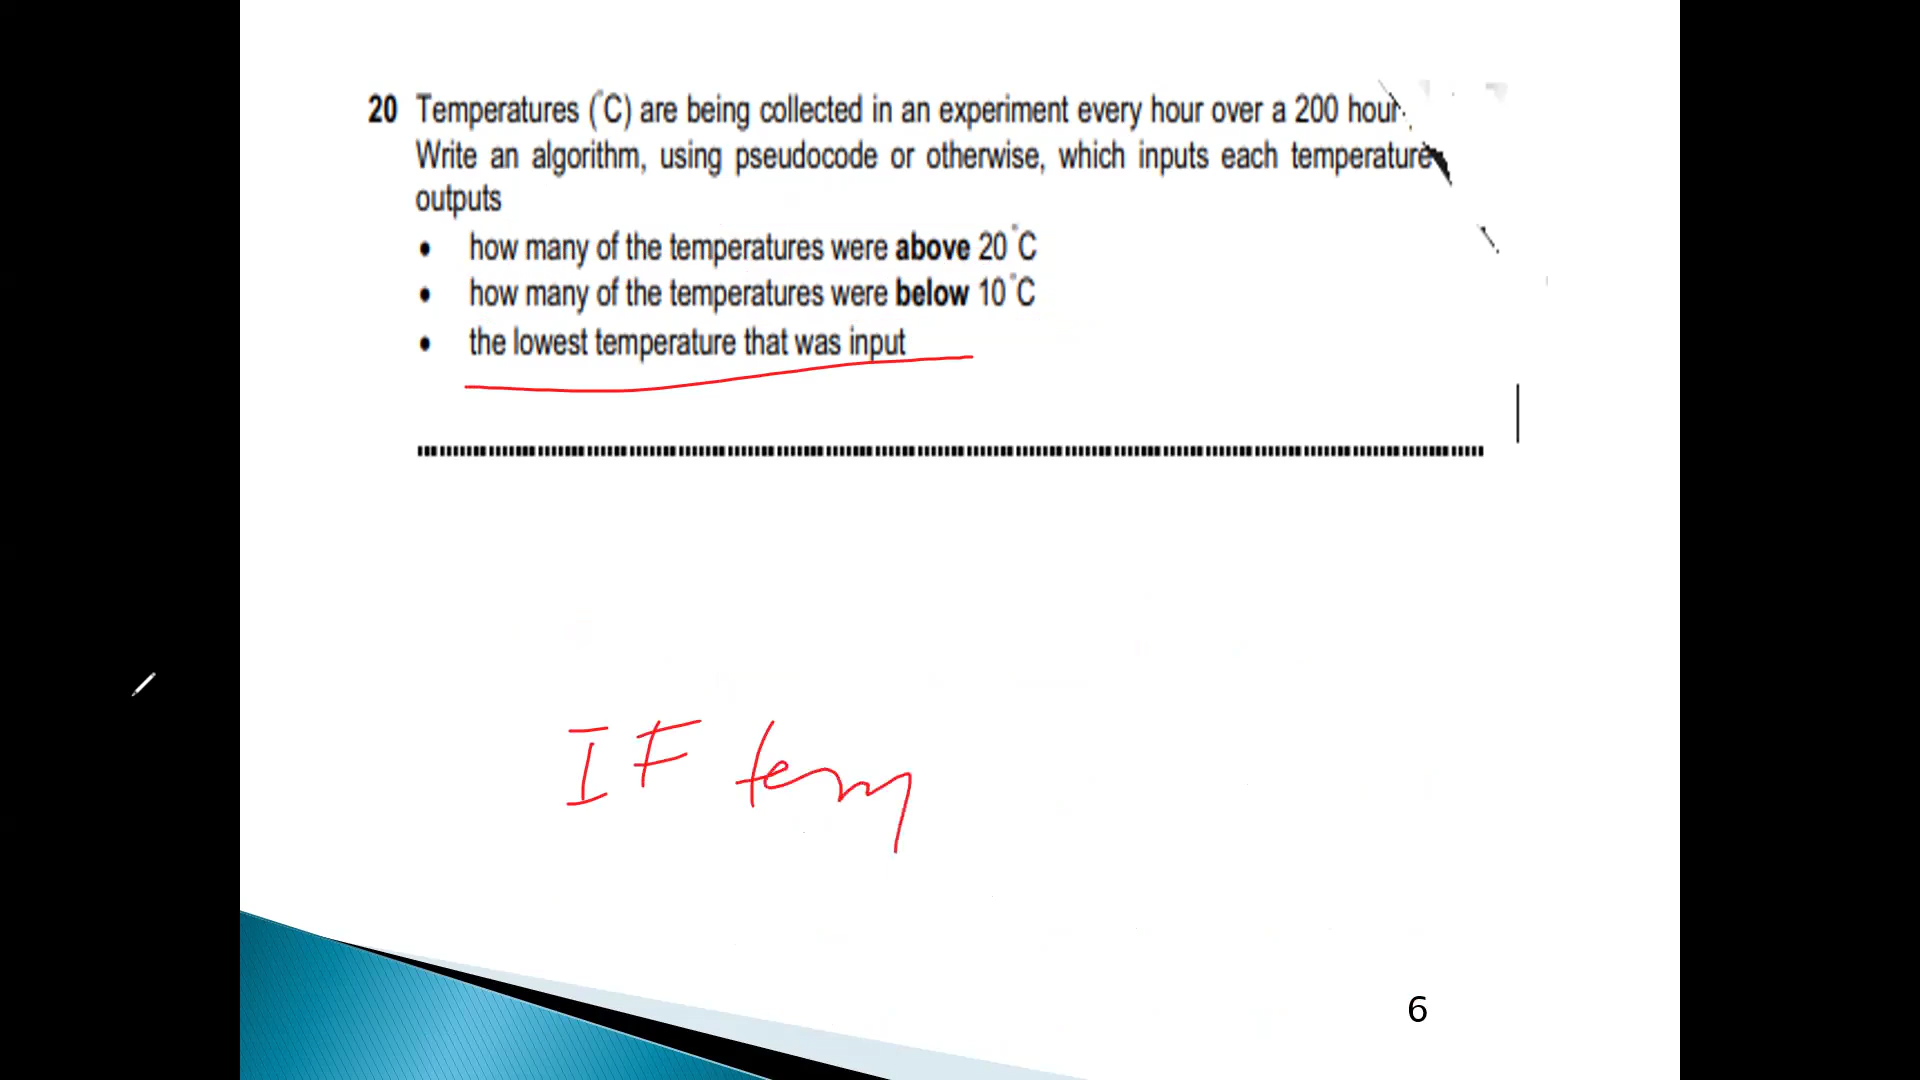 20 Temperatures (°C) are being collected in an experiment every hour over a 200 hour
Write an algorithm, using pseudocode or otherwise, which inputs each temperature
outputs
• how many of the temperatures were above 20°C
• how many of the temperatures were below 10°C
• the lowest temperature that was input
IF temp
6